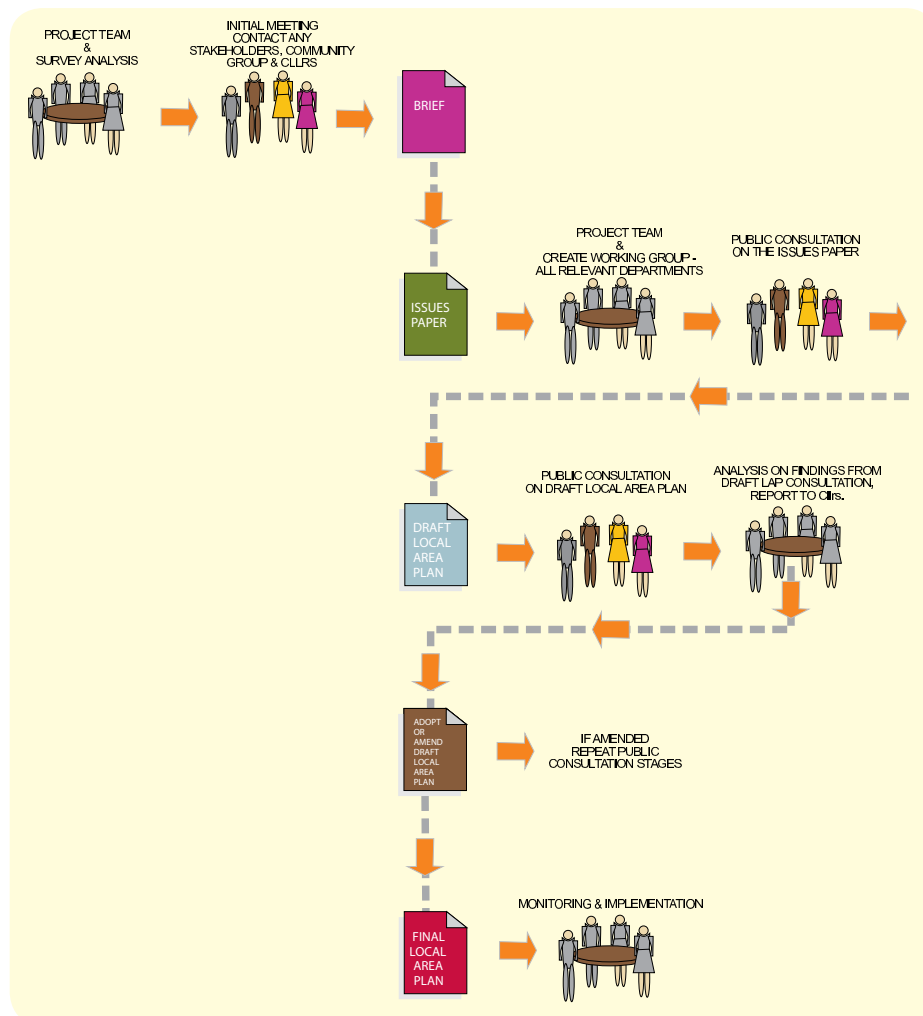 PROJECT TEAM
&
SURVEY ANALYSIS
INITIAL MEETING
CONTACT ANY
STAKEHOLDERS, COMMUNITY
GROUP & CLLRS
BRIEF
ISSUES
PAPER
PROJECT TEAM
&
CREATE WORKING GROUP -
ALL RELEVANT DEPARTMENTS
PUBLIC CONSULTATION
ON THE ISSUES PAPER
DRAFT
LOCAL
AREA
PLAN
PUBLIC CONSULTATION
ON DRAFT LOCAL AREA PLAN
ANALYSIS ON FINDINGS FROM
DRAFT LAP CONSULTATION,
REPORT TO Cllrs.
ADOPT
OR
AMEND
DRAFT
LOCAL
AREA
PLAN
IF AMENDED
REPEAT PUBLIC
CONSULTATION STAGES
FINAL
LOCAL
AREA
PLAN
MONITORING & IMPLEMENTATION